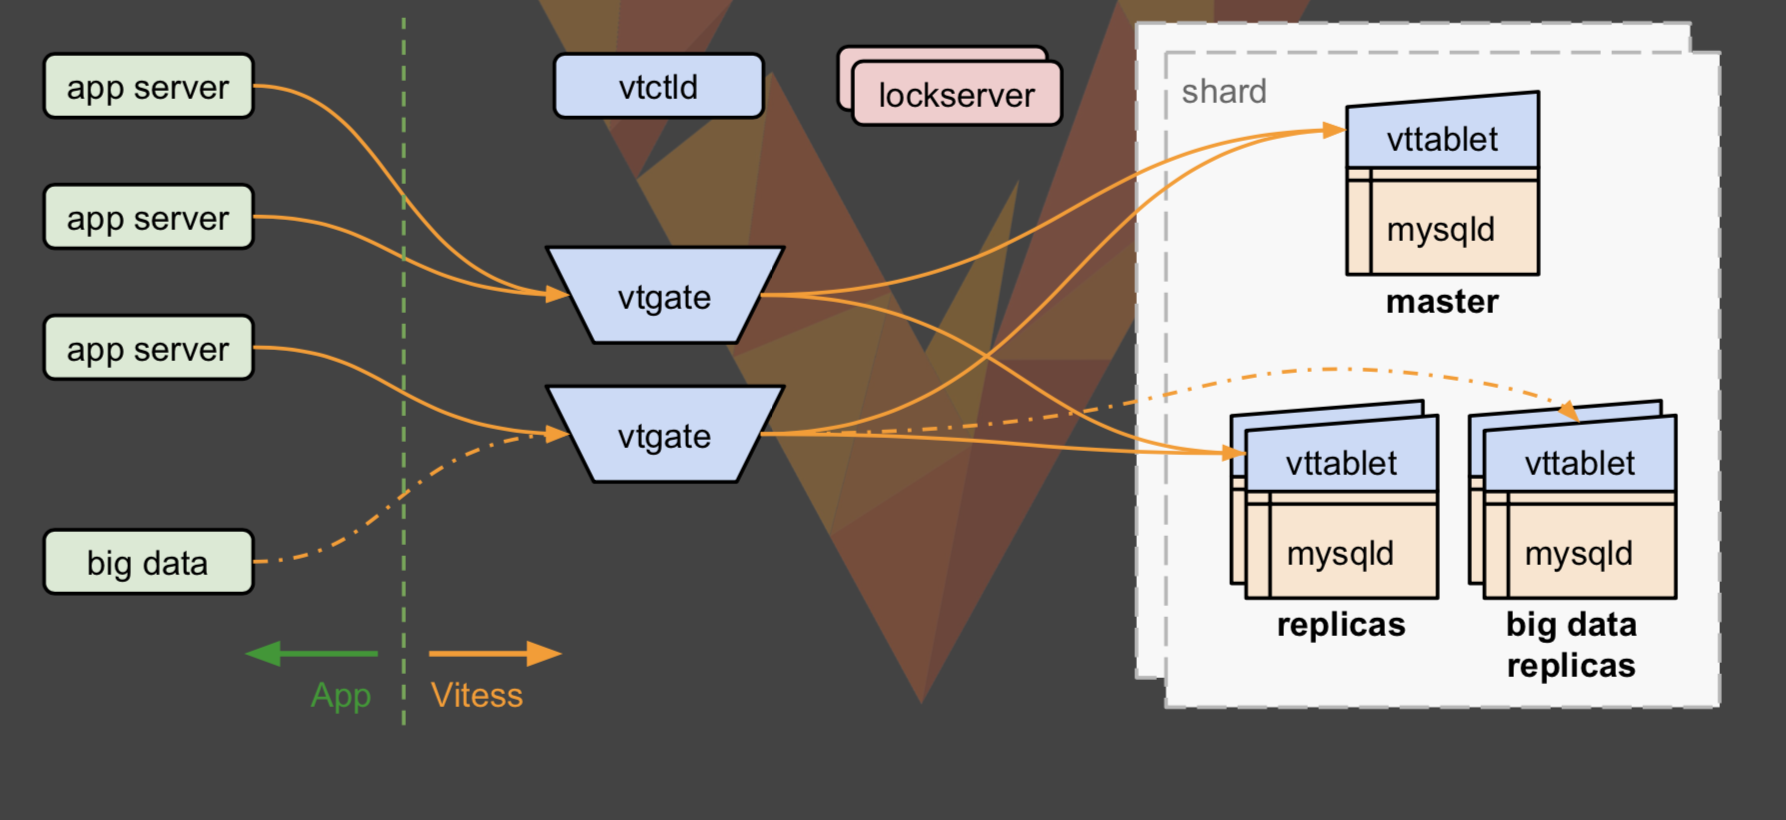 app server
app server
app server
big data
App
Vitess
vtctld
lockserver
vtgate
vtgate
shard
vttablet
mysqld
master
vttablet
mysqld
replicas
vttablet
mysqld
big data
replicas